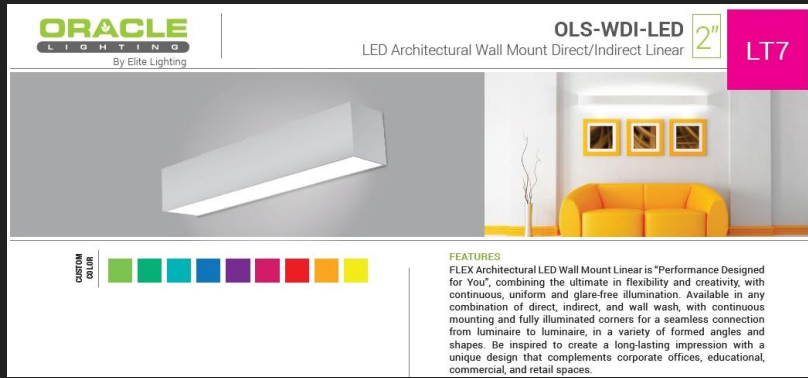 ORACLE
LIGHTING
By Elite Lighting
OLS-WDI-LED
LED Architectural Wall Mount Direct/Indirect Linear
2"
LT7
CUSTOM
COLOR
FEATURES
FLEX Architectural LED Wall Mount Linear is “Performance Designed
for You”, combining the ultimate in flexibility and creativity, with
continuous, uniform and glare-free illumination. Available in any
combination of direct, indirect, and wall wash, with continuous
mounting and fully illuminated corners for a seamless connection
from luminaire to luminaire, in a variety of formed angles and
shapes. Be inspired to create a long-lasting impression with a
unique design that complements corporate offices, educational,
commercial, and retail spaces.